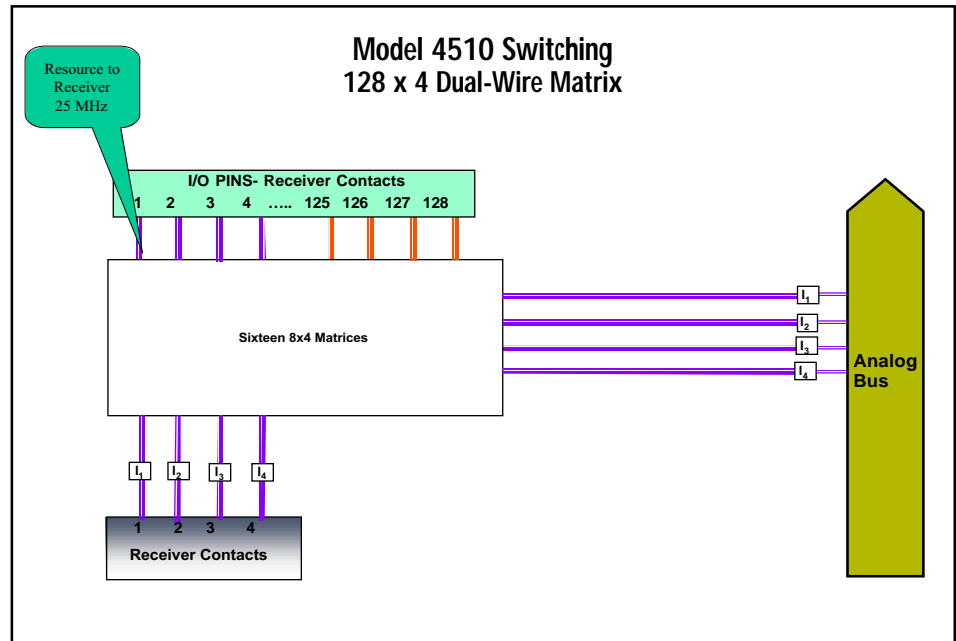 Model 4510 Switching
128 x 4 Dual-Wire Matrix
Resource to
Receiver
25 MHz
I/O PINS- Receiver Contacts
1 2 3 4 ..... 125 126 127 128
Sixteen 8x4 Matrices
I1
I2
I3
I4
Analog
Bus
I1 I2 I3 I4
1 2 3 4
Receiver Contacts